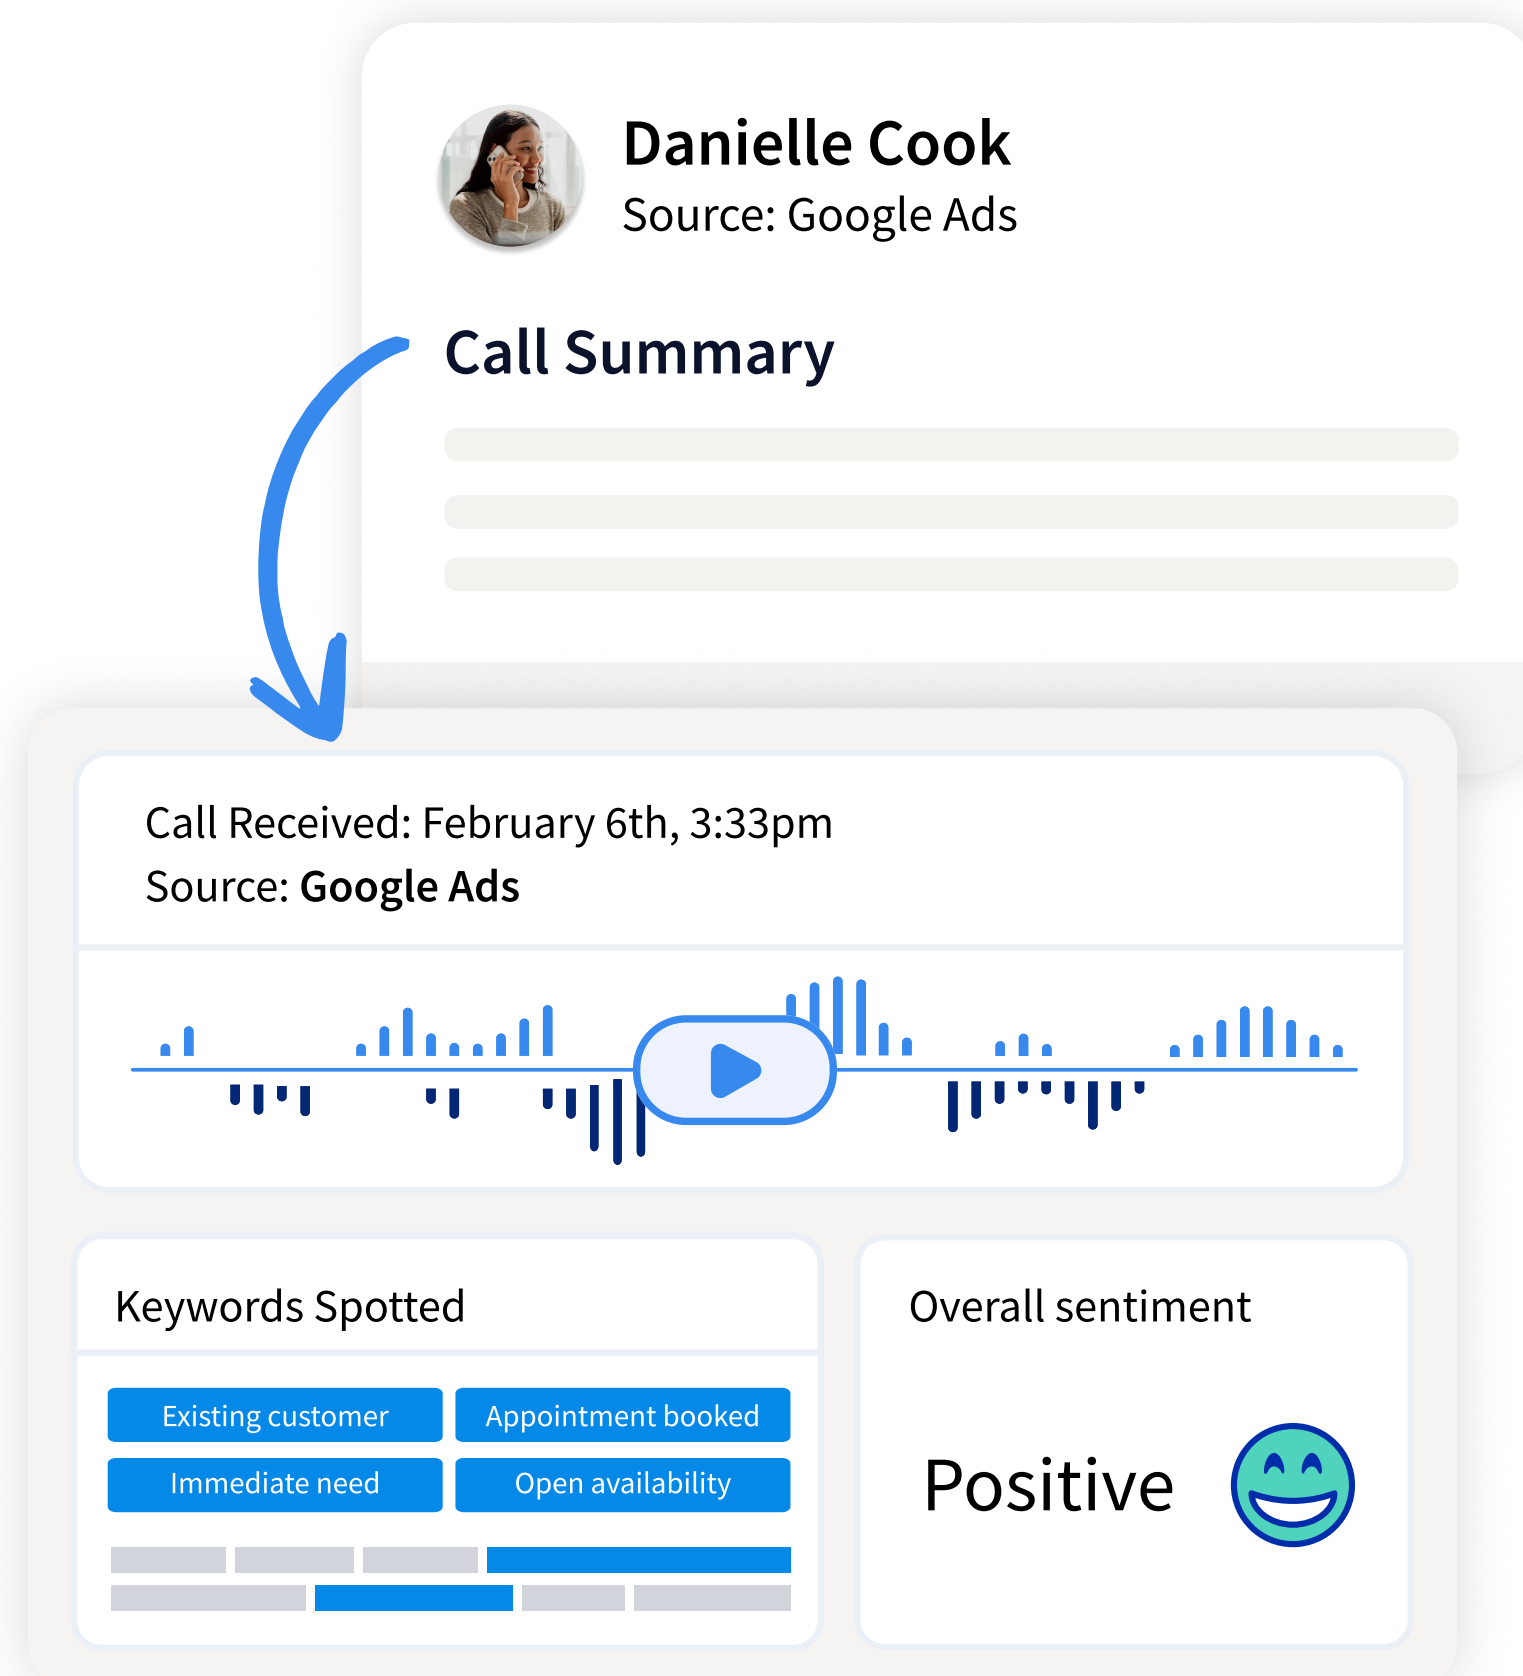 Danielle Cook
Source: Google Ads
Call Summary
Call Received: February 6th, 3:33pm
Source: Google Ads
Keywords Spotted
Existing customer
Appointment booked
Immediate need
Open availability
Overall sentiment
Positive